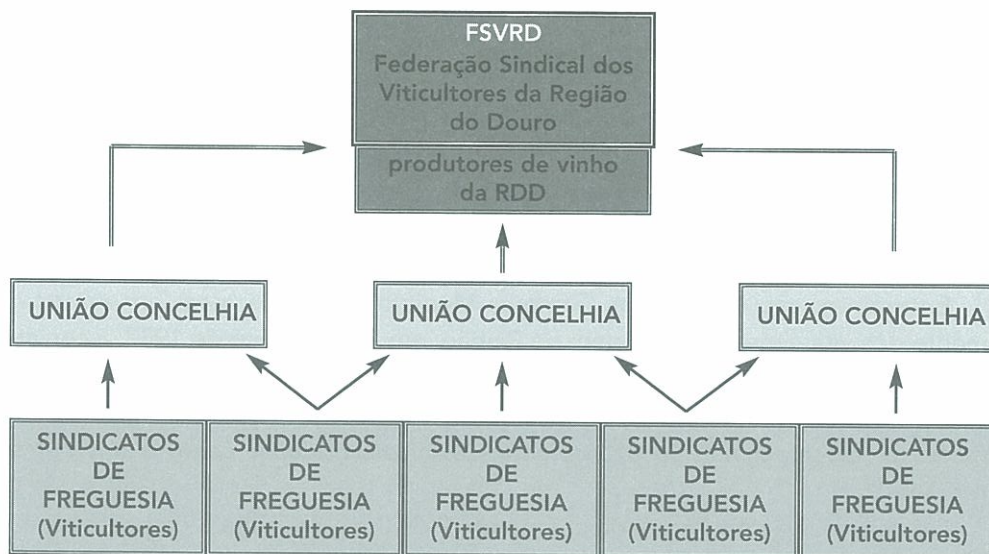 FSVRD
Federação Sindical dos
Viticultores da Região
do Douro
produtores de vinho
da RDD
UNIÃO CONCELHIA
UNIÃO CONCELHIA
UNIÃO CONCELHIA
SINDICATOS
DE
FREGUESIA
(Viticultores)
SINDICATOS
DE
FREGUESIA
(Viticultores)
SINDICATOS
DE
FREGUESIA
(Viticultores)
SINDICATOS
DE
FREGUESIA
(Viticultores)
SINDICATOS
DE
FREGUESIA
(Viticultores)